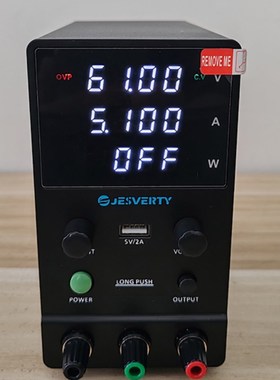 REMOVE ME
OVP 61.00 C.V V
5.100 A
OFF W
JESVERTY
5V/2A
POWER LONG PUSH OUTPUT